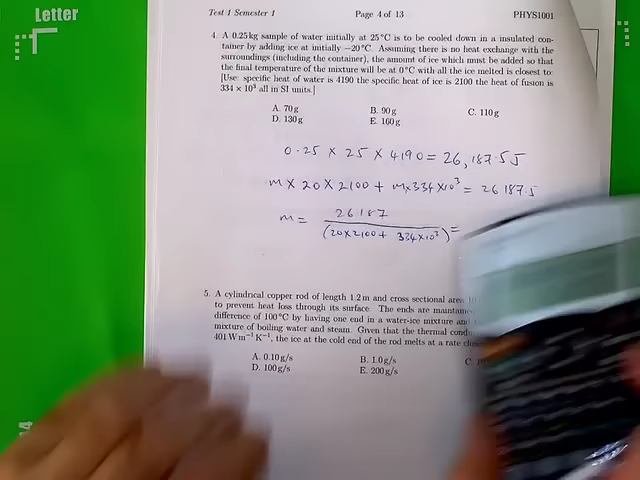 Letter
Test 1 Semester 1 Page 4 of 13 PHYS1001
4. A 0.25 kg sample of water initially at 25°C is to be cooled down in a insulated con-
tainer by adding ice at initially −20°C. Assuming there is no heat exchange with the
surroundings (including the container), the amount of ice which must be added so that
the final temperature of the mixture will be at 0°C with all the ice melted is closest to:
[Use: specific heat of water is 4190 the specific heat of ice is 2100 the heat of fusion is
334 × 10³ all in SI units.]
A. 70 g B. 90 g C. 110 g
D. 130 g E. 160 g
0.25 × 25 × 4190 = 26,187.5J
m × 20 × 2100 + m×334×10³ = 26187.5
m = 26187
(20×2100 + 334×10³) =
5. A cylindrical copper rod of length 1.2 m and cross sectional area
to prevent heat loss through its surface. The ends are
difference of 100°C by having one end in a water-ice mixture
mixture of boiling water and steam. Given that the thermal
401 W m⁻¹ K⁻¹, the ice at the cold end of the rod melts at a rate
A. 0.10 g/s B. 1.0 g/s C.
D. 100 g/s E. 200 g/s